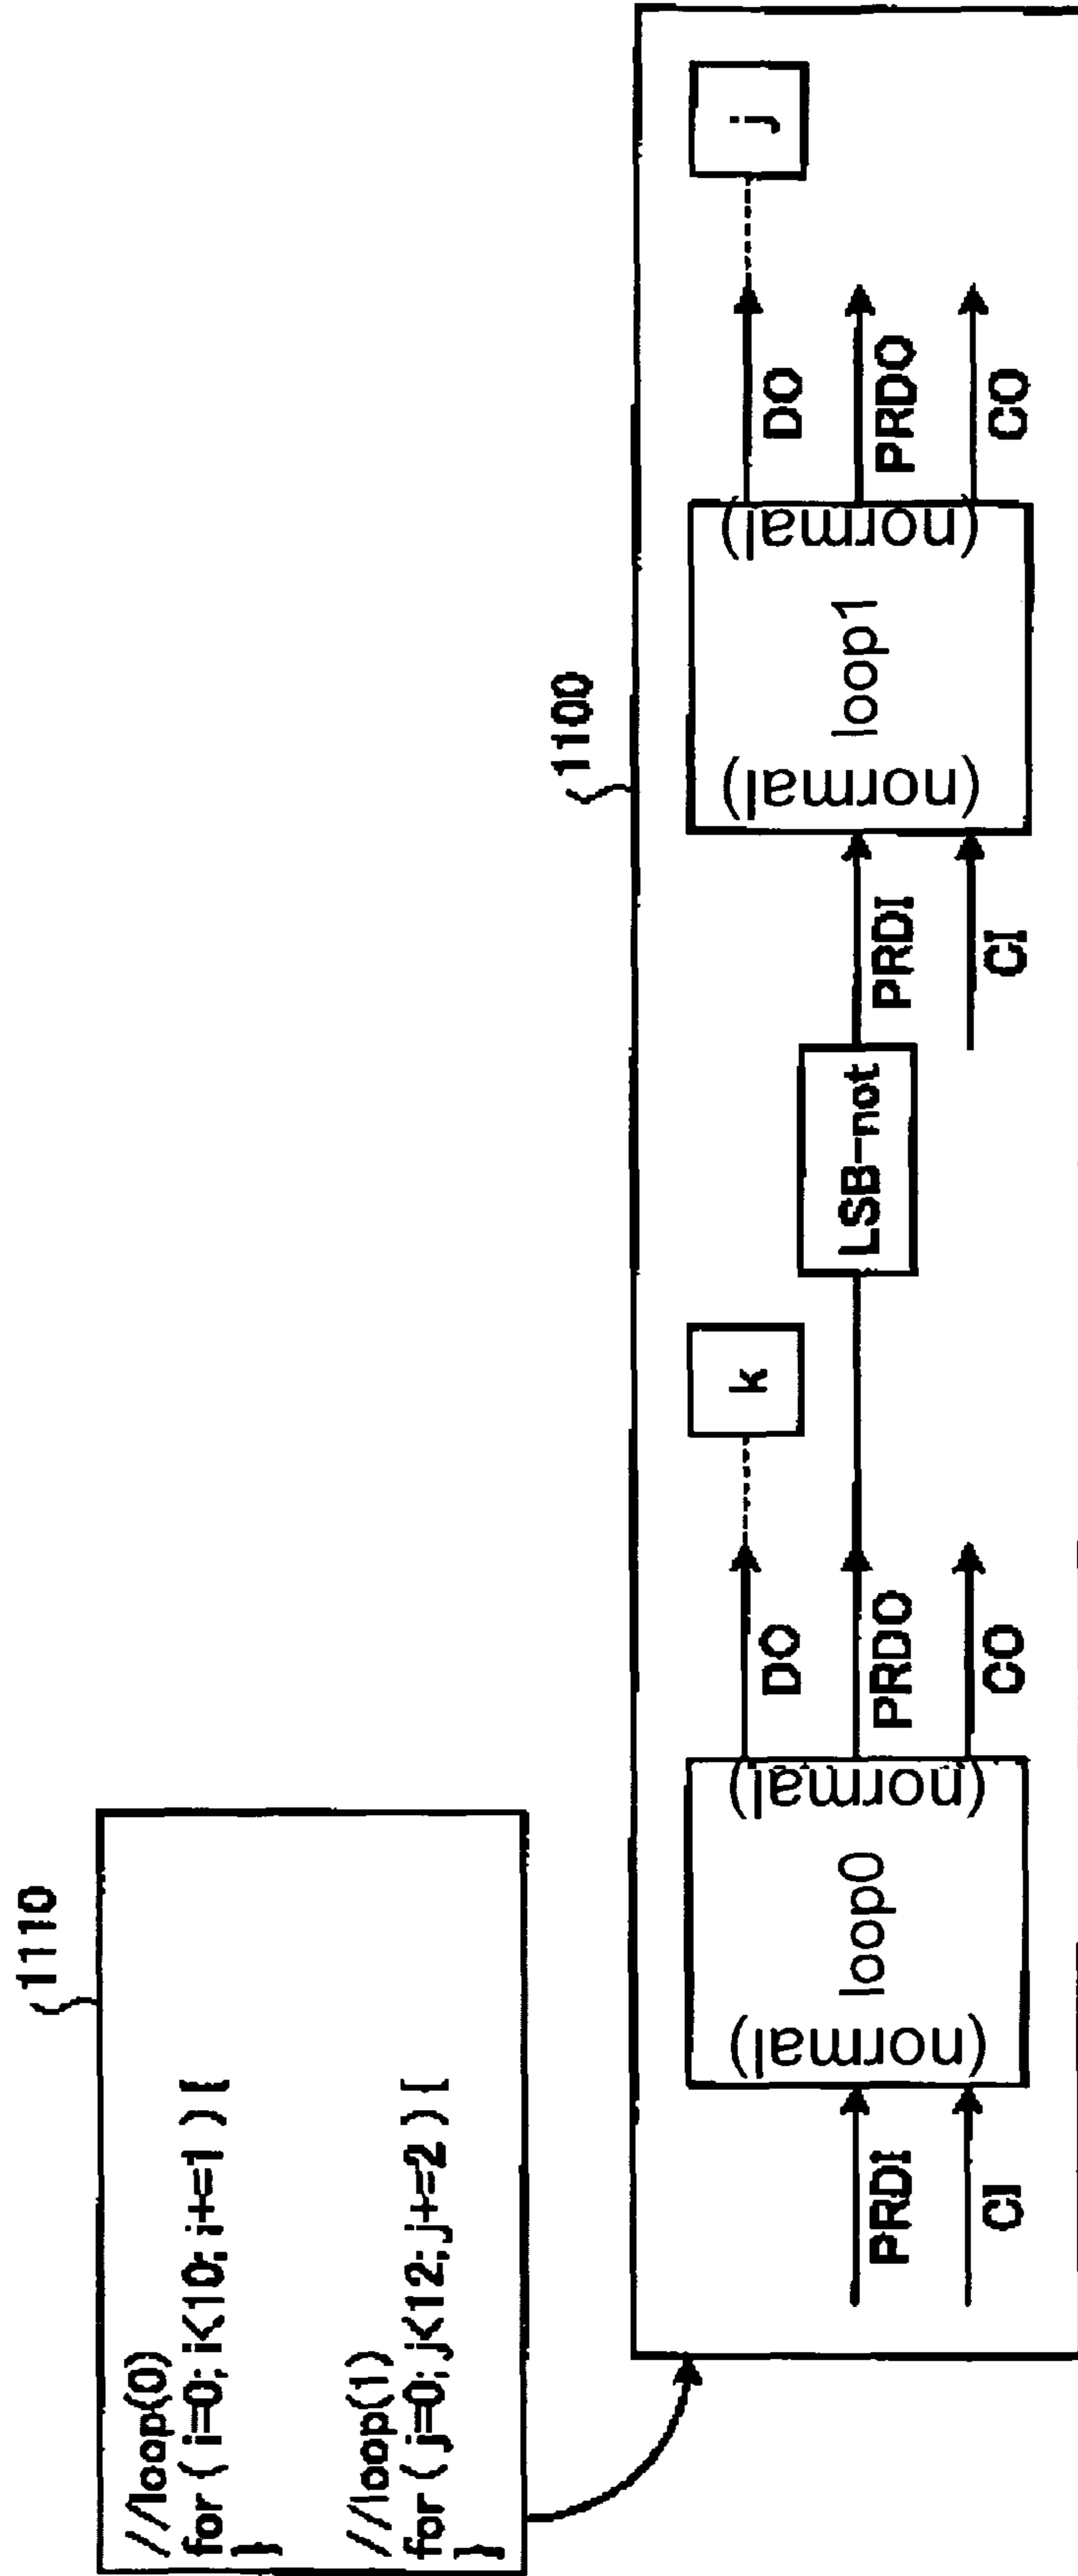 1110
//loop(0)
for ( i=0; i<10; i+=1 ) {
}
//loop(1)
for ( j=0; j<12; j+=2 ) {
}
1100
PRDI
CI
(normal)
loop0
(normal)
DO
PRDO
CO
k
LSB-not
PRDI
CI
(normal)
loop1
(normal)
DO
PRDO
CO
j